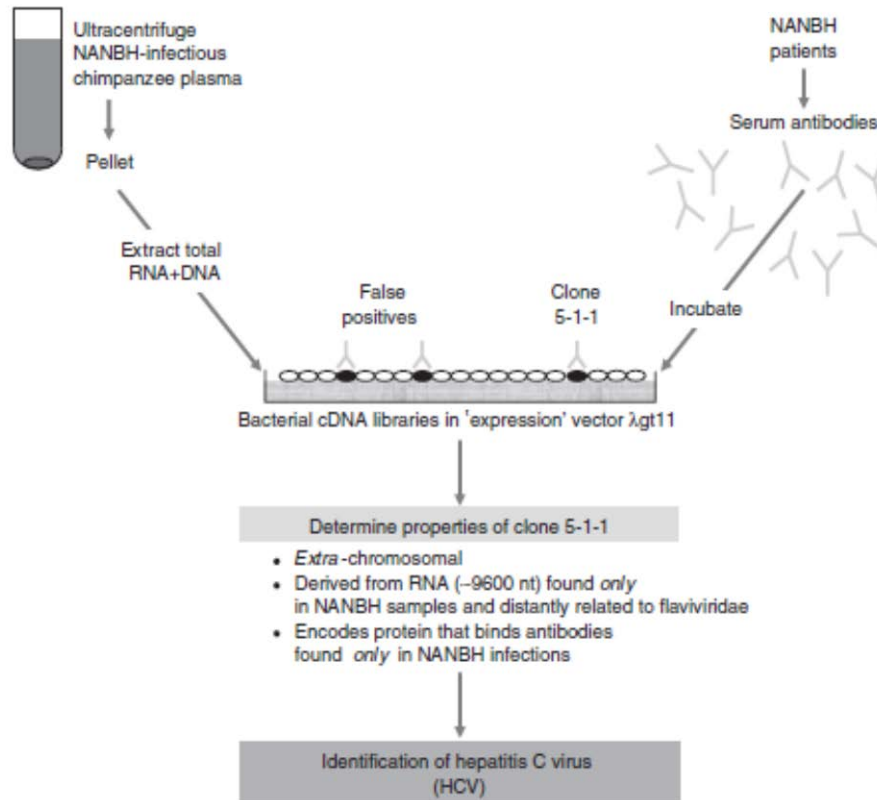 Ultracentrifuge
NANBH-infectious
chimpanzee plasma
Pellet
Extract total
RNA+DNA
NANBH
patients
Serum antibodies
Incubate
False
positives
Clone
5-1-1
Bacterial cDNA libraries in 'expression' vector λgt11
Determine properties of clone 5-1-1
• Extra-chromosomal
• Derived from RNA (~9600 nt) found only
in NANBH samples and distantly related to flaviviridae
• Encodes protein that binds antibodies
found only in NANBH infections
Identification of hepatitis C virus
(HCV)